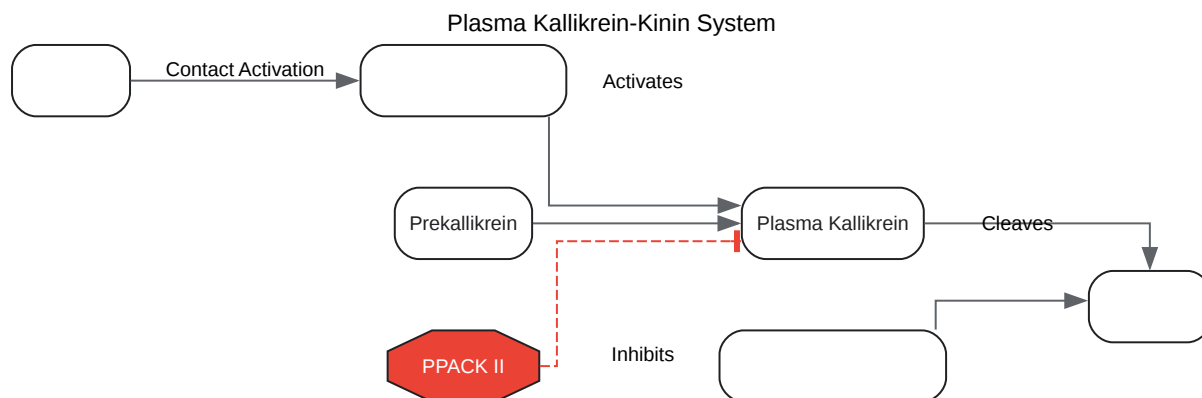 Plasma Kallikrein-Kinin System
Contact Activation
Activates
Prekallikrein
Plasma Kallikrein
Cleaves
PPACK II
Inhibits